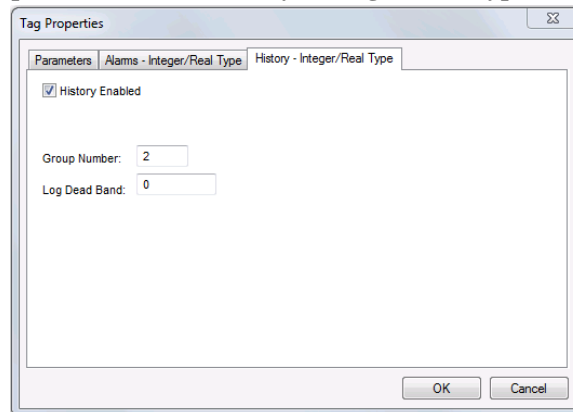 Tag Properties
Parameters Alarms - Integer/Real Type History - Integer/Real Type
History Enabled
Group Number: 2
Log Dead Band: 0
OK Cancel